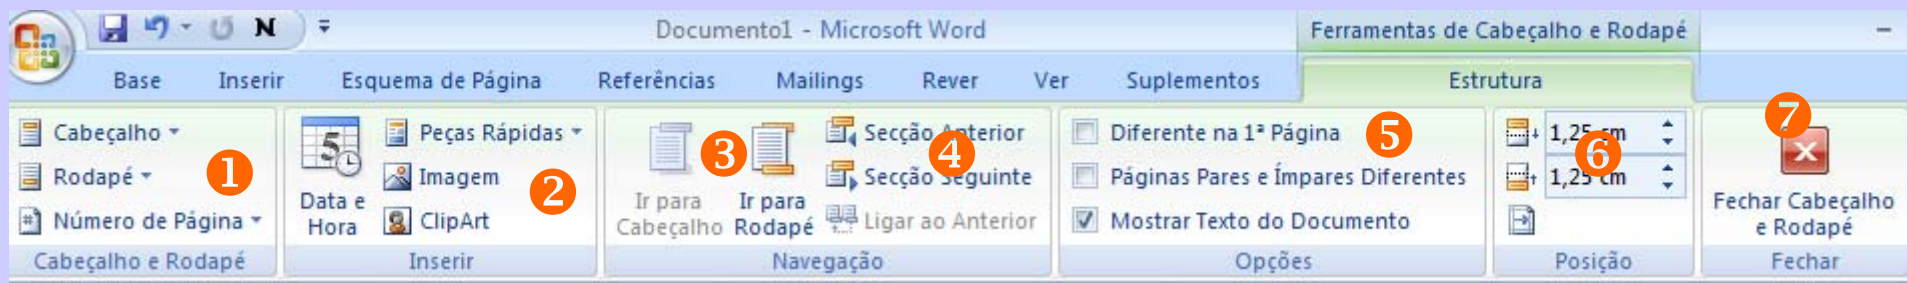 N
Documento1 - Microsoft Word
Ferramentas de Cabeçalho e Rodapé
Base Inserir Esquema de Página Referências Mailings Rever Ver Suplementos Estrutura
Cabeçalho
Rodapé
Número de Página
1
Cabeçalho e Rodapé
5
Data e
Hora
Peças Rápidas
Imagem
ClipArt
2
Inserir
Ir para
Cabeçalho
3
Ir para
Rodapé
Secção Anterior
4
Secção Seguinte
Ligar ao Anterior
Navegação
Diferente na 1ª Página
5
Páginas Pares e Ímpares Diferentes
Mostrar Texto do Documento
Opções
1,25 cm
6
1,25 cm
Posição
7
Fechar Cabeçalho
e Rodapé
Fechar